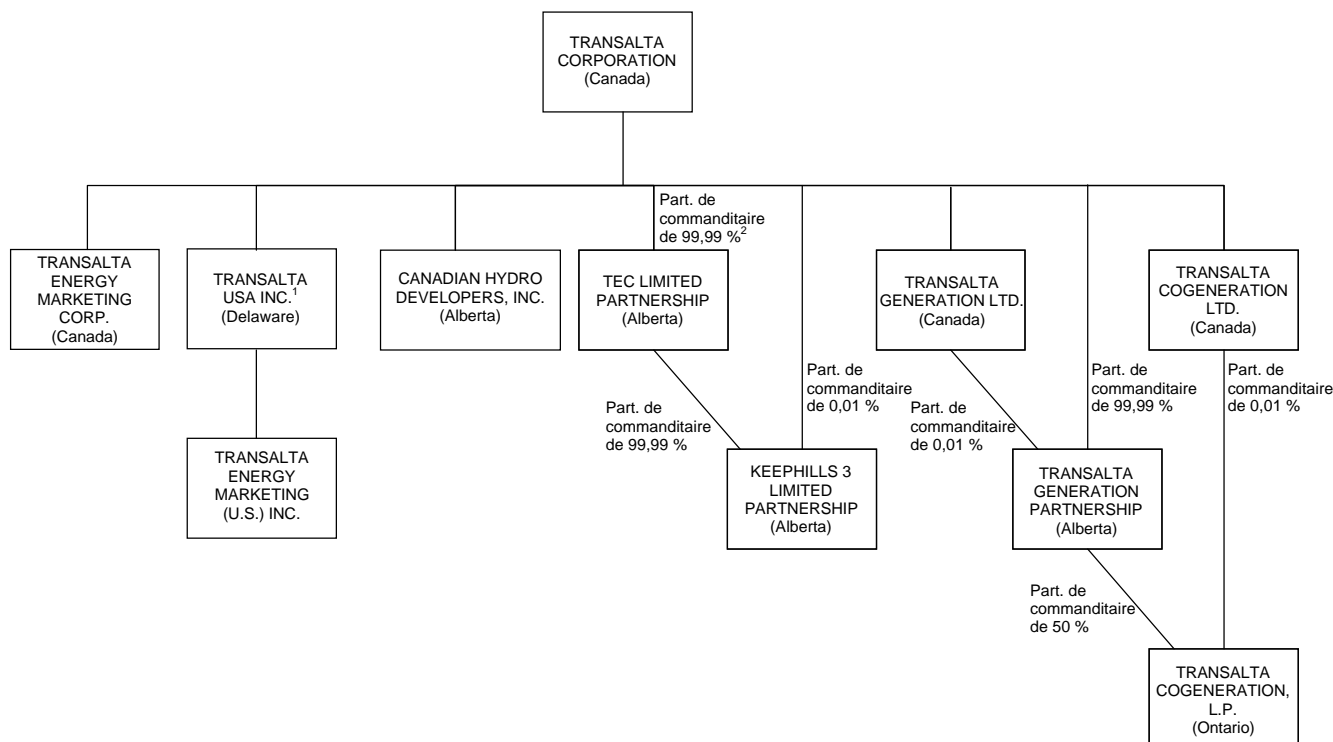 TRANSALTA
CORPORATION
(Canada)
Part. de
commanditaire
de 99,99 %²
TRANSALTA
ENERGY
MARKETING
CORP.
(Canada)
TRANSALTA
USA INC.¹
(Delaware)
CANADIAN HYDRO
DEVELOPERS, INC.
(Alberta)
TEC LIMITED
PARTNERSHIP
(Alberta)
TRANSALTA
GENERATION LTD.
(Canada)
TRANSALTA
COGENERATION
LTD.
(Canada)
Part. de
commanditaire
de 99,99 %
Part. de
commanditaire
de 0,01 %
Part. de
commanditaire
de 0,01 %
Part. de
commanditaire
de 99,99 %
Part. de
commanditaire
de 0,01 %
TRANSALTA
ENERGY
MARKETING
(U.S.) INC.
KEEPHILLS 3
LIMITED
PARTNERSHIP
(Alberta)
TRANSALTA
GENERATION
PARTNERSHIP
(Alberta)
Part. de
commanditaire
de 50 %
TRANSALTA
COGENERATION,
L.P.
(Ontario)